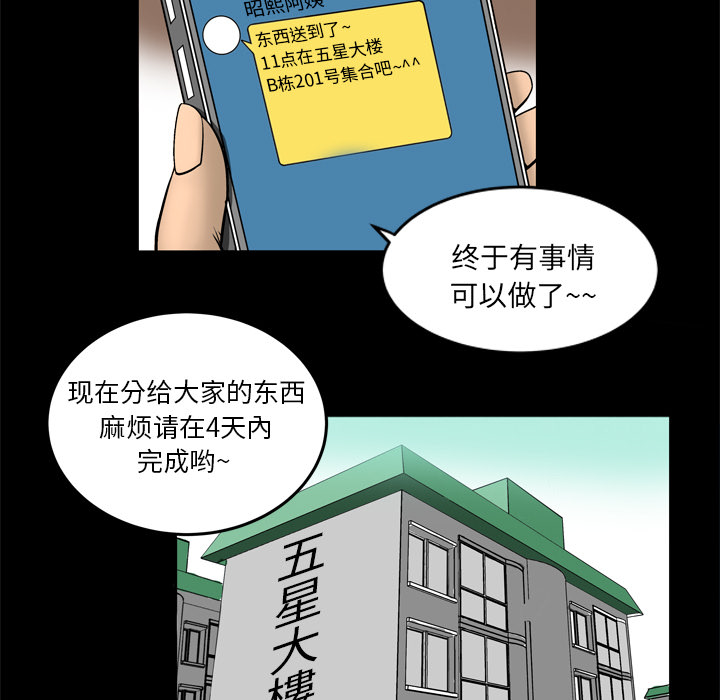 昭熙阿姨
东西送到了~
11点在五星大楼
B栋201号集合吧~^^
终于有事情
可以做了~~
现在分给大家的东西
麻烦请在4天內
完成哟~
五星大樓